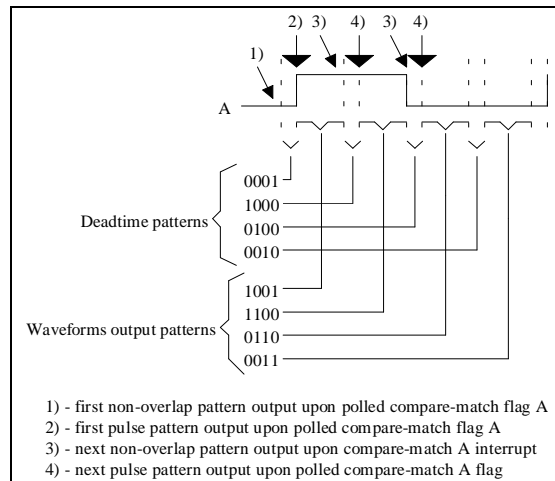 2) 3) 4) 3) 4)
1)
A
0001
1000
Deadtime patterns
0100
0010
1001
1100
Waveforms output patterns
0110
0011
1) - first non-overlap pattern output upon polled compare-match flag A
2) - first pulse pattern output upon polled compare-match flag A
3) - next non-overlap pattern output upon compare-match A interrupt
4) - next pulse pattern output upon polled compare-match A flag